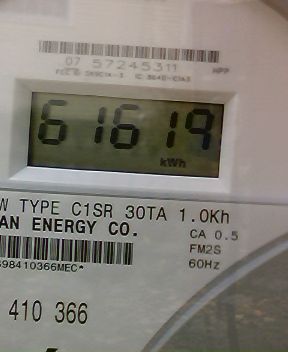 07 57245311
61619
kWh
W TYPE C1SR 30TA 1.0Kh
AN ENERGY CO.
CA 0.5
FM2S
60Hz
98410366MEC*
410 366